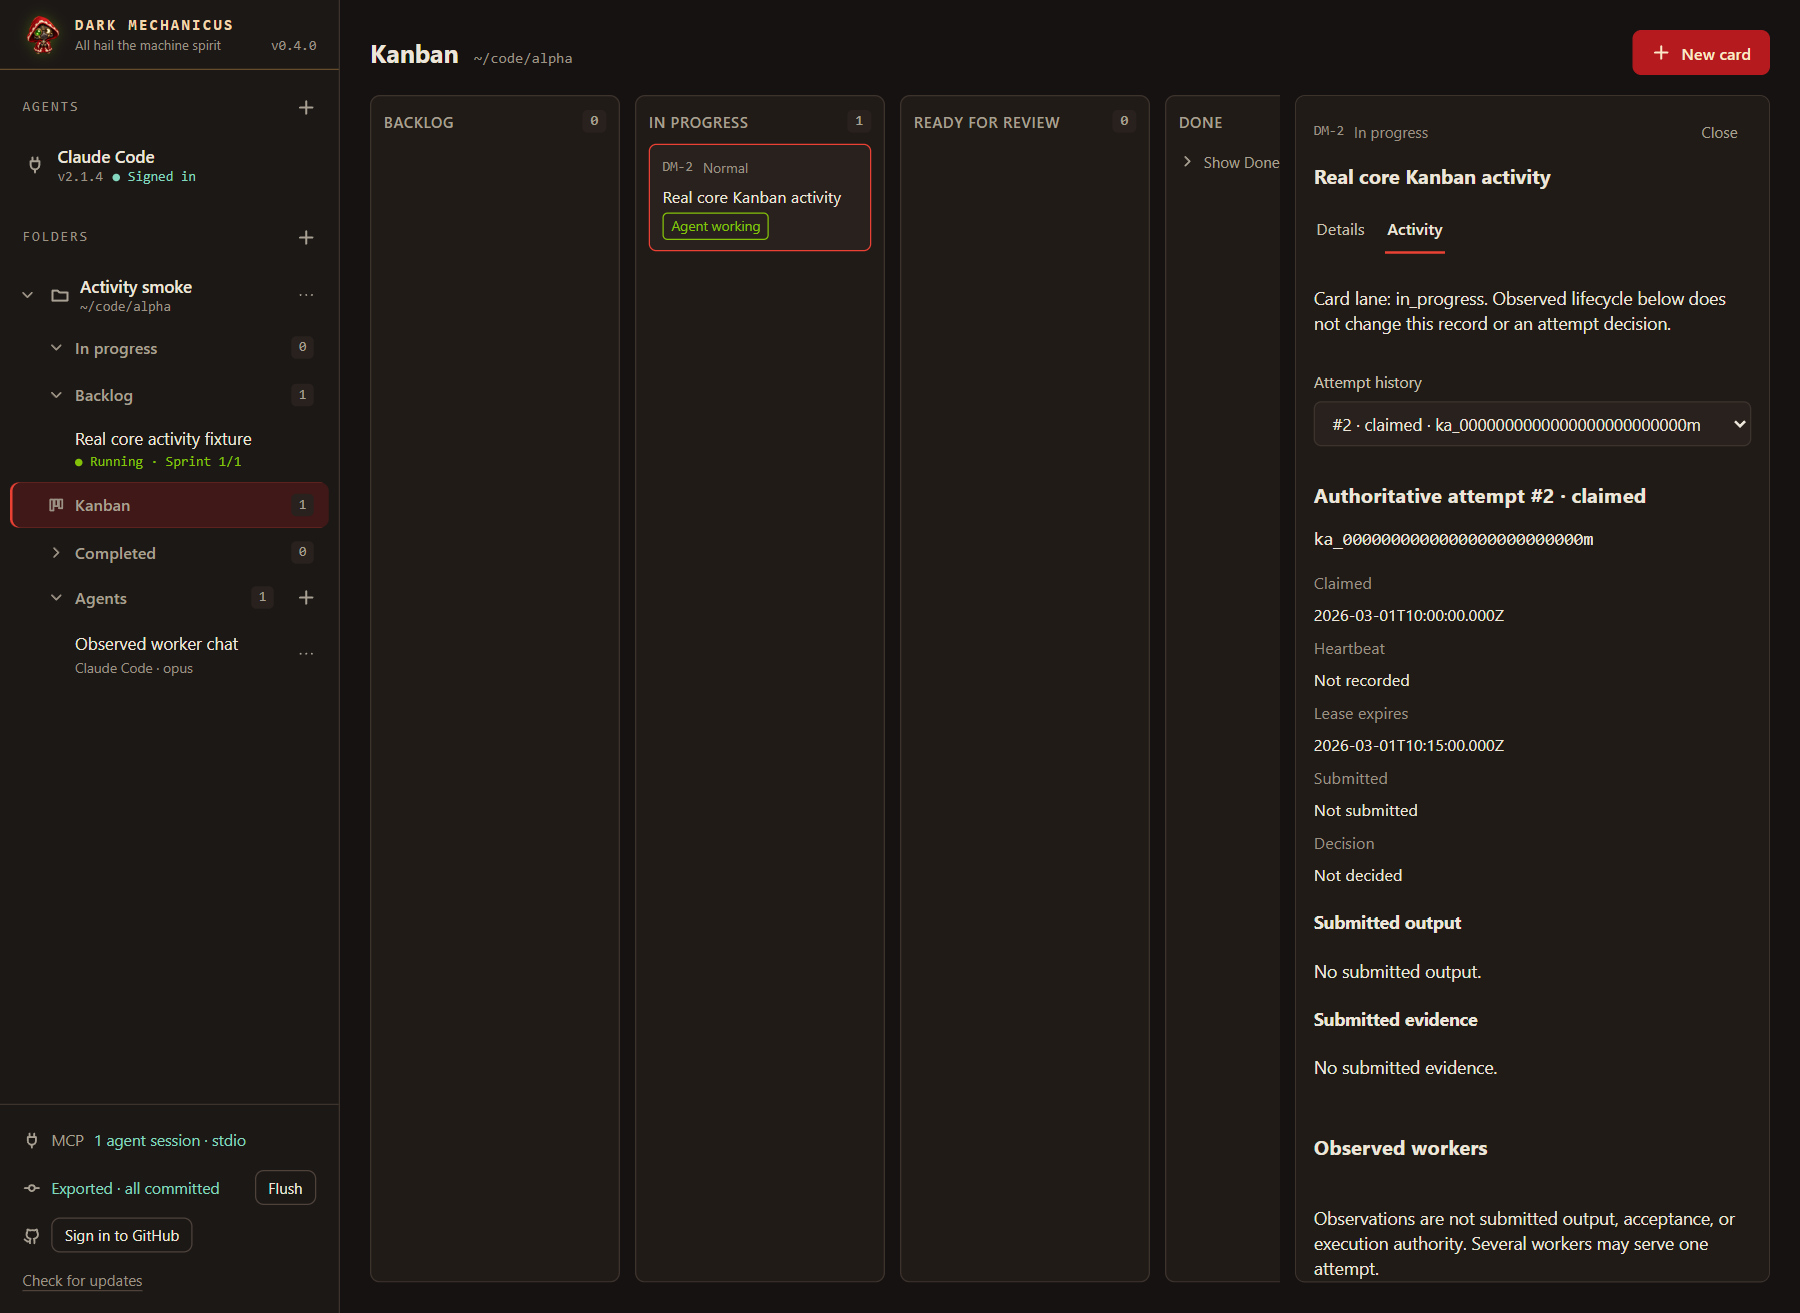 DARK MECHANICUS
All hail the machine spirit
v0.4.0
AGENTS
Claude Code
v2.1.4 ● Signed in
FOLDERS
Activity smoke
~/code/alpha
...
In progress
0
Backlog
1
Real core activity fixture
● Running · Sprint 1/1
Kanban
1
Completed
0
Agents
1
Observed worker chat
Claude Code · opus
...
MCP 1 agent session · stdio
Exported · all committed
Flush
Sign in to GitHub
Check for updates
Kanban ~/code/alpha
+ New card
BACKLOG
0
IN PROGRESS
1
DM-2 Normal
Real core Kanban activity
Agent working
READY FOR REVIEW
0
DONE
Show Done
DM-2 In progress
Close
Real core Kanban activity
Details
Activity
Card lane: in_progress. Observed lifecycle below does
not change this record or an attempt decision.
Attempt history
#2 · claimed · ka_0000000000000000000000000m
Authoritative attempt #2 · claimed
ka_0000000000000000000000000m
Claimed
2026-03-01T10:00:00.000Z
Heartbeat
Not recorded
Lease expires
2026-03-01T10:15:00.000Z
Submitted
Not submitted
Decision
Not decided
Submitted output
No submitted output.
Submitted evidence
No submitted evidence.
Observed workers
Observations are not submitted output, acceptance, or
execution authority. Several workers may serve one
attempt.